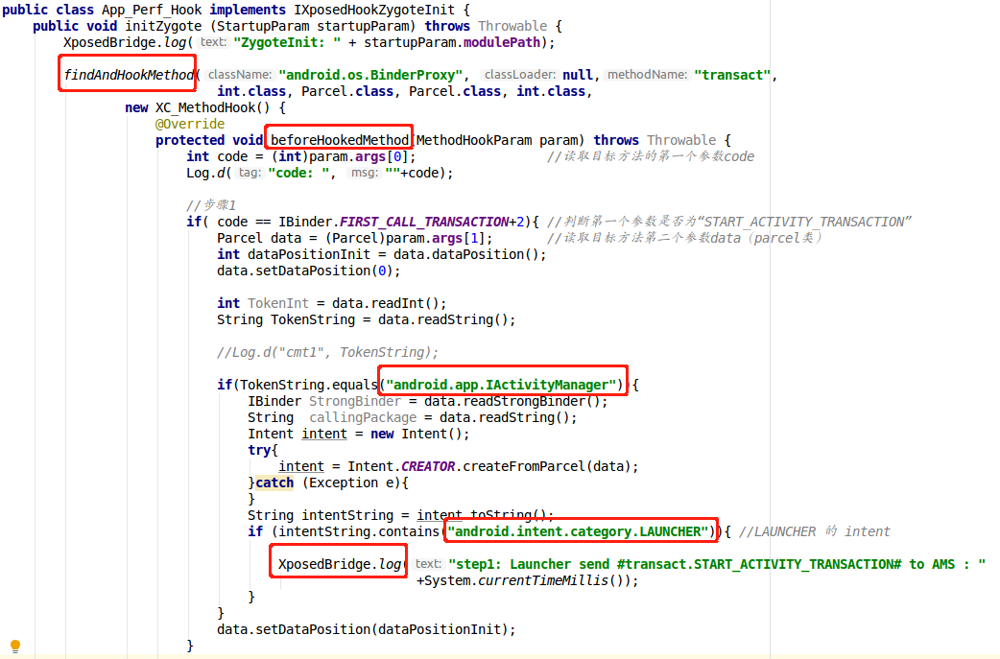 public class App_Perf_Hook implements IXposedHookZygoteInit {
public void initZygote (StartupParam startupParam) throws Throwable {
XposedBridge.log( text: "ZygoteInit: " + startupParam.modulePath);
findAndHookMethod( className: "android.os.BinderProxy", classLoader: null, methodName: "transact",
int.class, Parcel.class, Parcel.class, int.class,
new XC_MethodHook() {
@Override
protected void beforeHookedMethod(MethodHookParam param) throws Throwable {
int code = (int)param.args[0]; //读取目标方法的第一个参数code
Log.d( tag: "code: ", msg: ""+code);
//步骤1
if( code == IBinder.FIRST_CALL_TRANSACTION+2){ //判断第一个参数是否为“START_ACTIVITY_TRANSACTION”
Parcel data = (Parcel)param.args[1]; //读取目标方法第二个参数data（parcel类）
int dataPositionInit = data.dataPosition();
data.setDataPosition(0);
int TokenInt = data.readInt();
String TokenString = data.readString();
//Log.d("cmt1", TokenString);
if(TokenString.equals("android.app.IActivityManager")){
IBinder StrongBinder = data.readStrongBinder();
String callingPackage = data.readString();
Intent intent = new Intent();
try{
intent = Intent.CREATOR.createFromParcel(data);
}catch (Exception e){
}
String intentString = intent.toString();
if (intentString.contains("android.intent.category.LAUNCHER")){ //LAUNCHER 的 intent
XposedBridge.log( text: "step1: Launcher send #transact.START_ACTIVITY_TRANSACTION# to AMS : "
+System.currentTimeMillis());
}
}
data.setDataPosition(dataPositionInit);
}